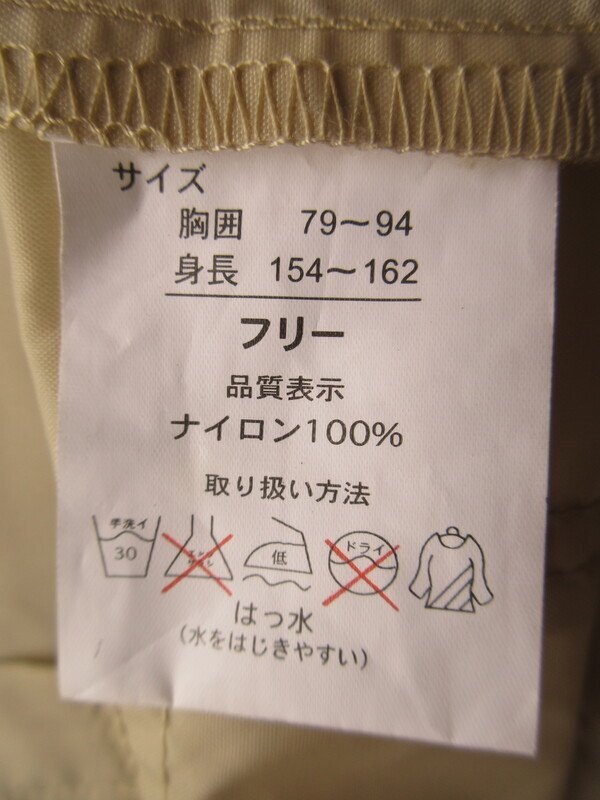 サイズ
胸囲 79～94
身長 154～162
フリー
品質表示
ナイロン100%
取り扱い方法
手洗イ
30
低
ドライ
はっ水
(水をはじきやすい)